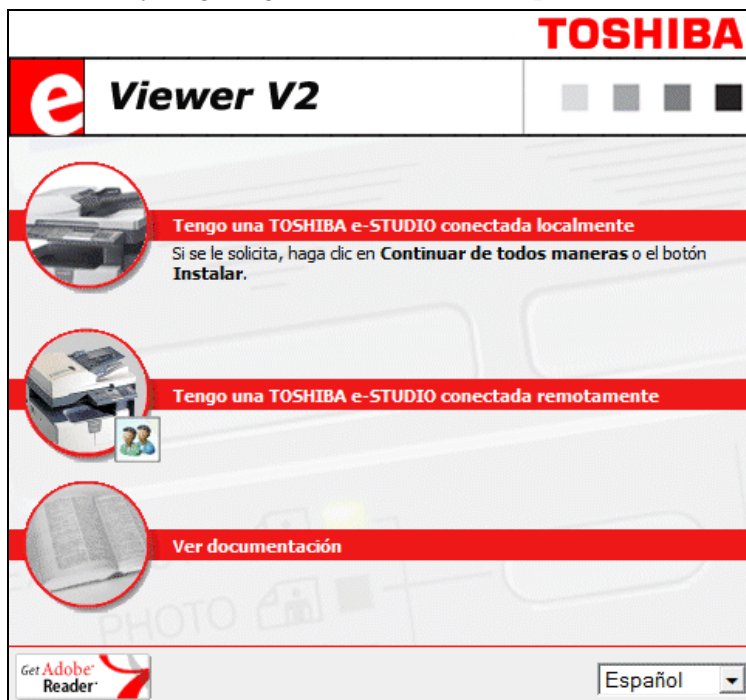 TOSHIBA
e Viewer V2
Tengo una TOSHIBA e-STUDIO conectada localmente
Si se le solicita, haga clic en Continuar de todos maneras o el botón
Instalar.
Tengo una TOSHIBA e-STUDIO conectada remotamente
Ver documentación
PHOTO
Get Adobe
Reader
Español